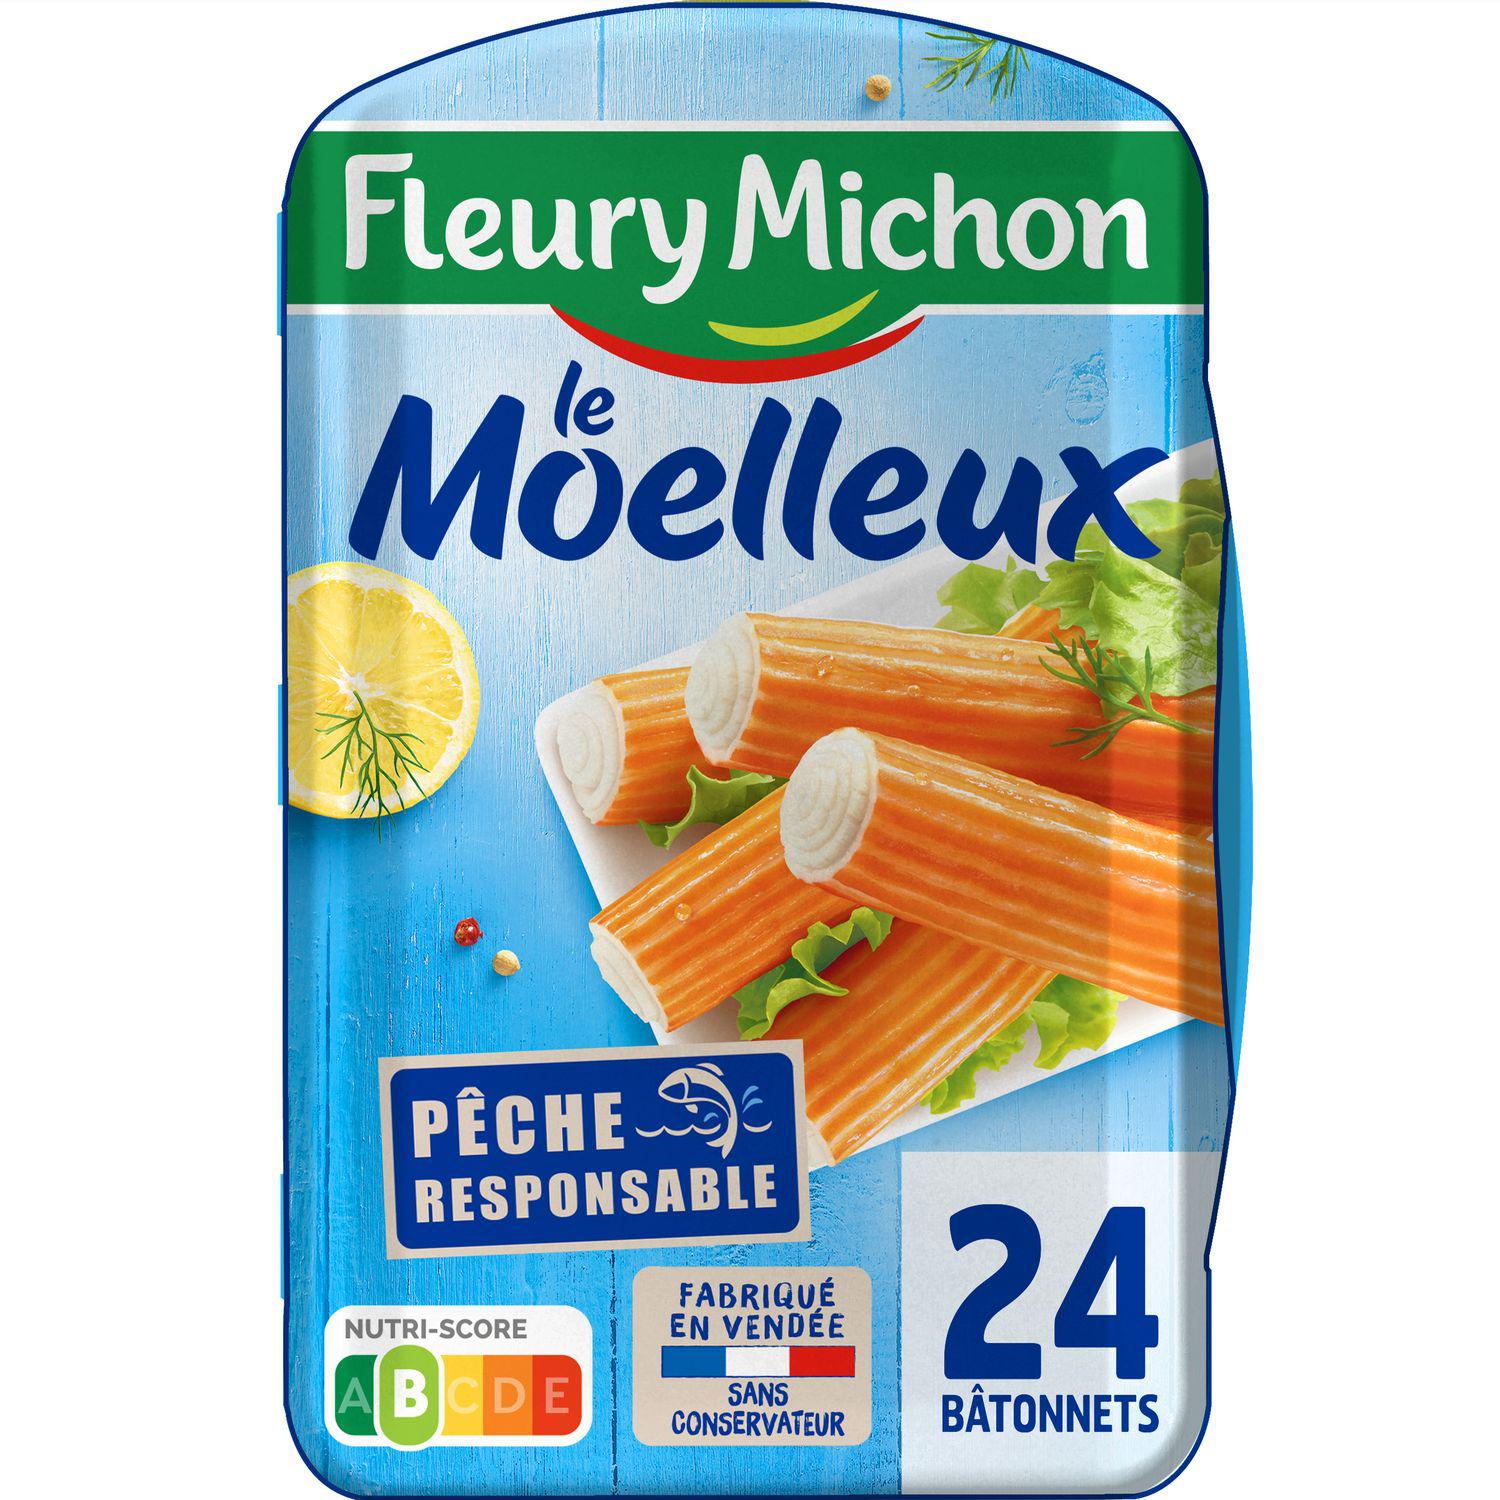 Fleury Michon
le
Moelleux
PÊCHE
RESPONSABLE
NUTRI-SCORE
A B C D E
FABRIQUÉ
EN VENDÉE
SANS
CONSERVATEUR
24
BÂTONNETS